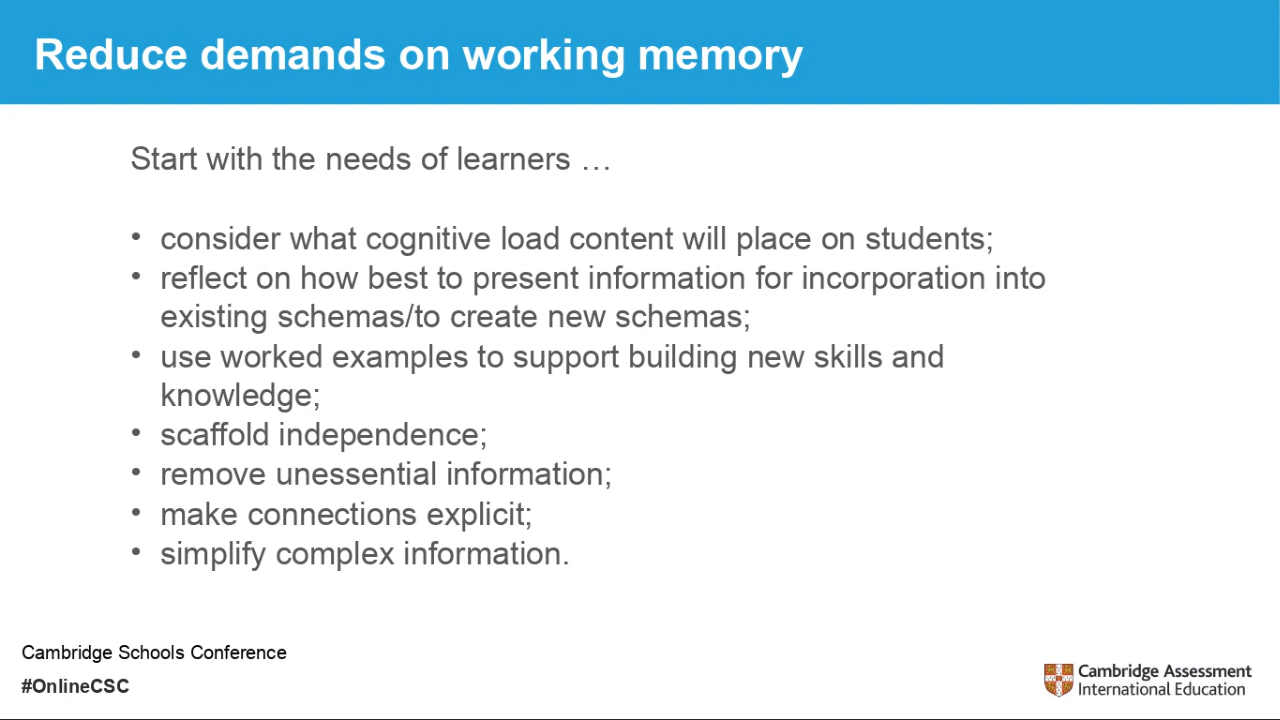 Reduce demands on working memory
Start with the needs of learners …
• consider what cognitive load content will place on students;
• reflect on how best to present information for incorporation into
existing schemas/to create new schemas;
• use worked examples to support building new skills and
knowledge;
• scaffold independence;
• remove unessential information;
• make connections explicit;
• simplify complex information.
Cambridge Schools Conference
#OnlineCSC
Cambridge Assessment
International Education